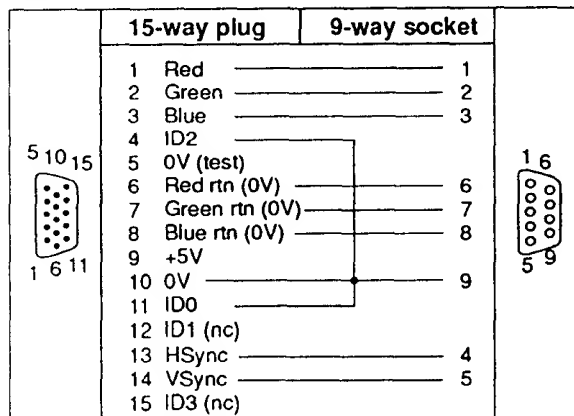 15-way plug 9-way socket
1 Red 1
2 Green 2
3 Blue 3
4 ID2
5 0V (test)
6 Red rtn (0V) 6
7 Green rtn (0V) 7
8 Blue rtn (0V) 8
9 +5V
10 0V 9
11 ID0
12 ID1 (nc)
13 HSync 4
14 VSync 5
15 ID3 (nc)
5 10 15
1 6 11
1 6
5 9